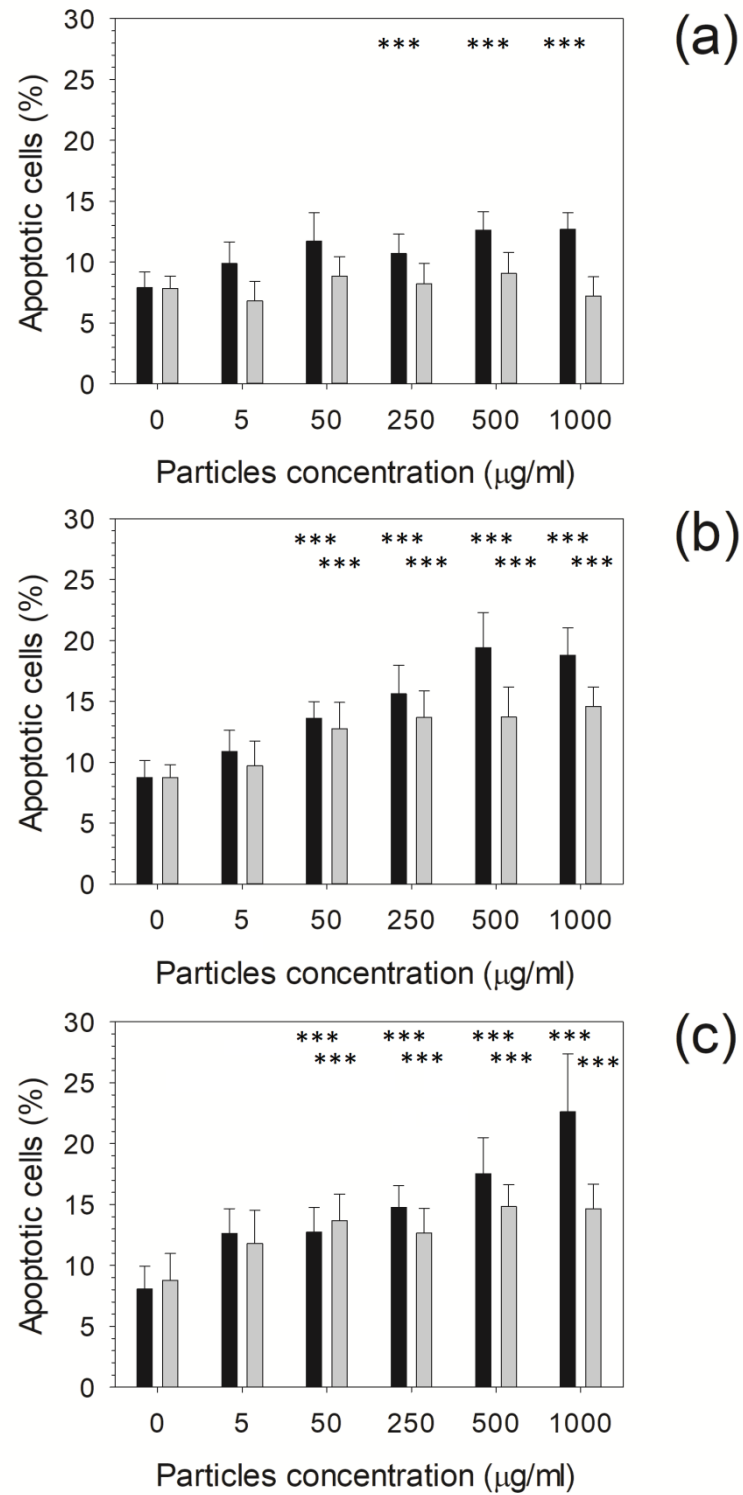 (a)
30
25
20
15
10
5
0
Apoptotic cells (%)
*** *** ***
0 5 50 250 500 1000
Particles concentration (μg/ml)
(b)
30
25
20
15
10
5
0
Apoptotic cells (%)
*** *** *** ***
*** *** *** ***
0 5 50 250 500 1000
Particles concentration (μg/ml)
(c)
30
25
20
15
10
5
0
Apoptotic cells (%)
*** *** *** ***
*** *** *** ***
0 5 50 250 500 1000
Particles concentration (μg/ml)